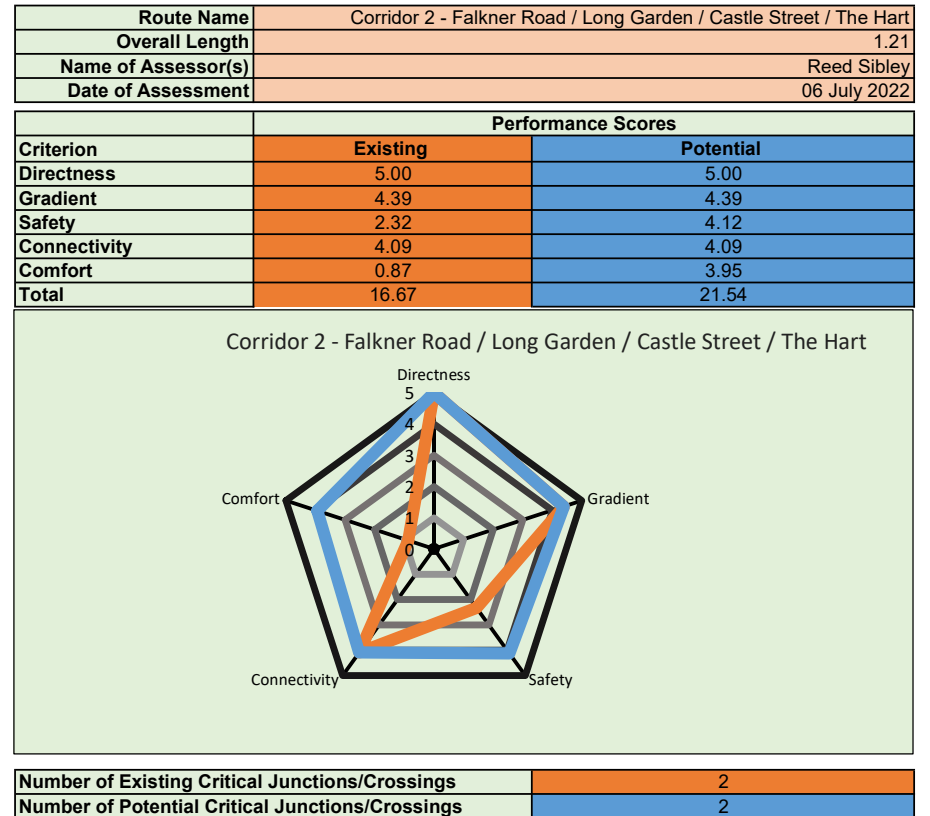 Route Name Corridor 2 - Falkner Road / Long Garden / Castle Street / The Hart
Overall Length 1.21
Name of Assessor(s) Reed Sibley
Date of Assessment 06 July 2022
Performance Scores
Criterion Existing Potential
Directness 5.00 5.00
Gradient 4.39 4.39
Safety 2.32 4.12
Connectivity 4.09 4.09
Comfort 0.87 3.95
Total 16.67 21.54
Corridor 2 - Falkner Road / Long Garden / Castle Street / The Hart
Directness
5
4
3
2
1
0
Comfort Gradient
Connectivity Safety
Number of Existing Critical Junctions/Crossings 2
Number of Potential Critical Junctions/Crossings 2